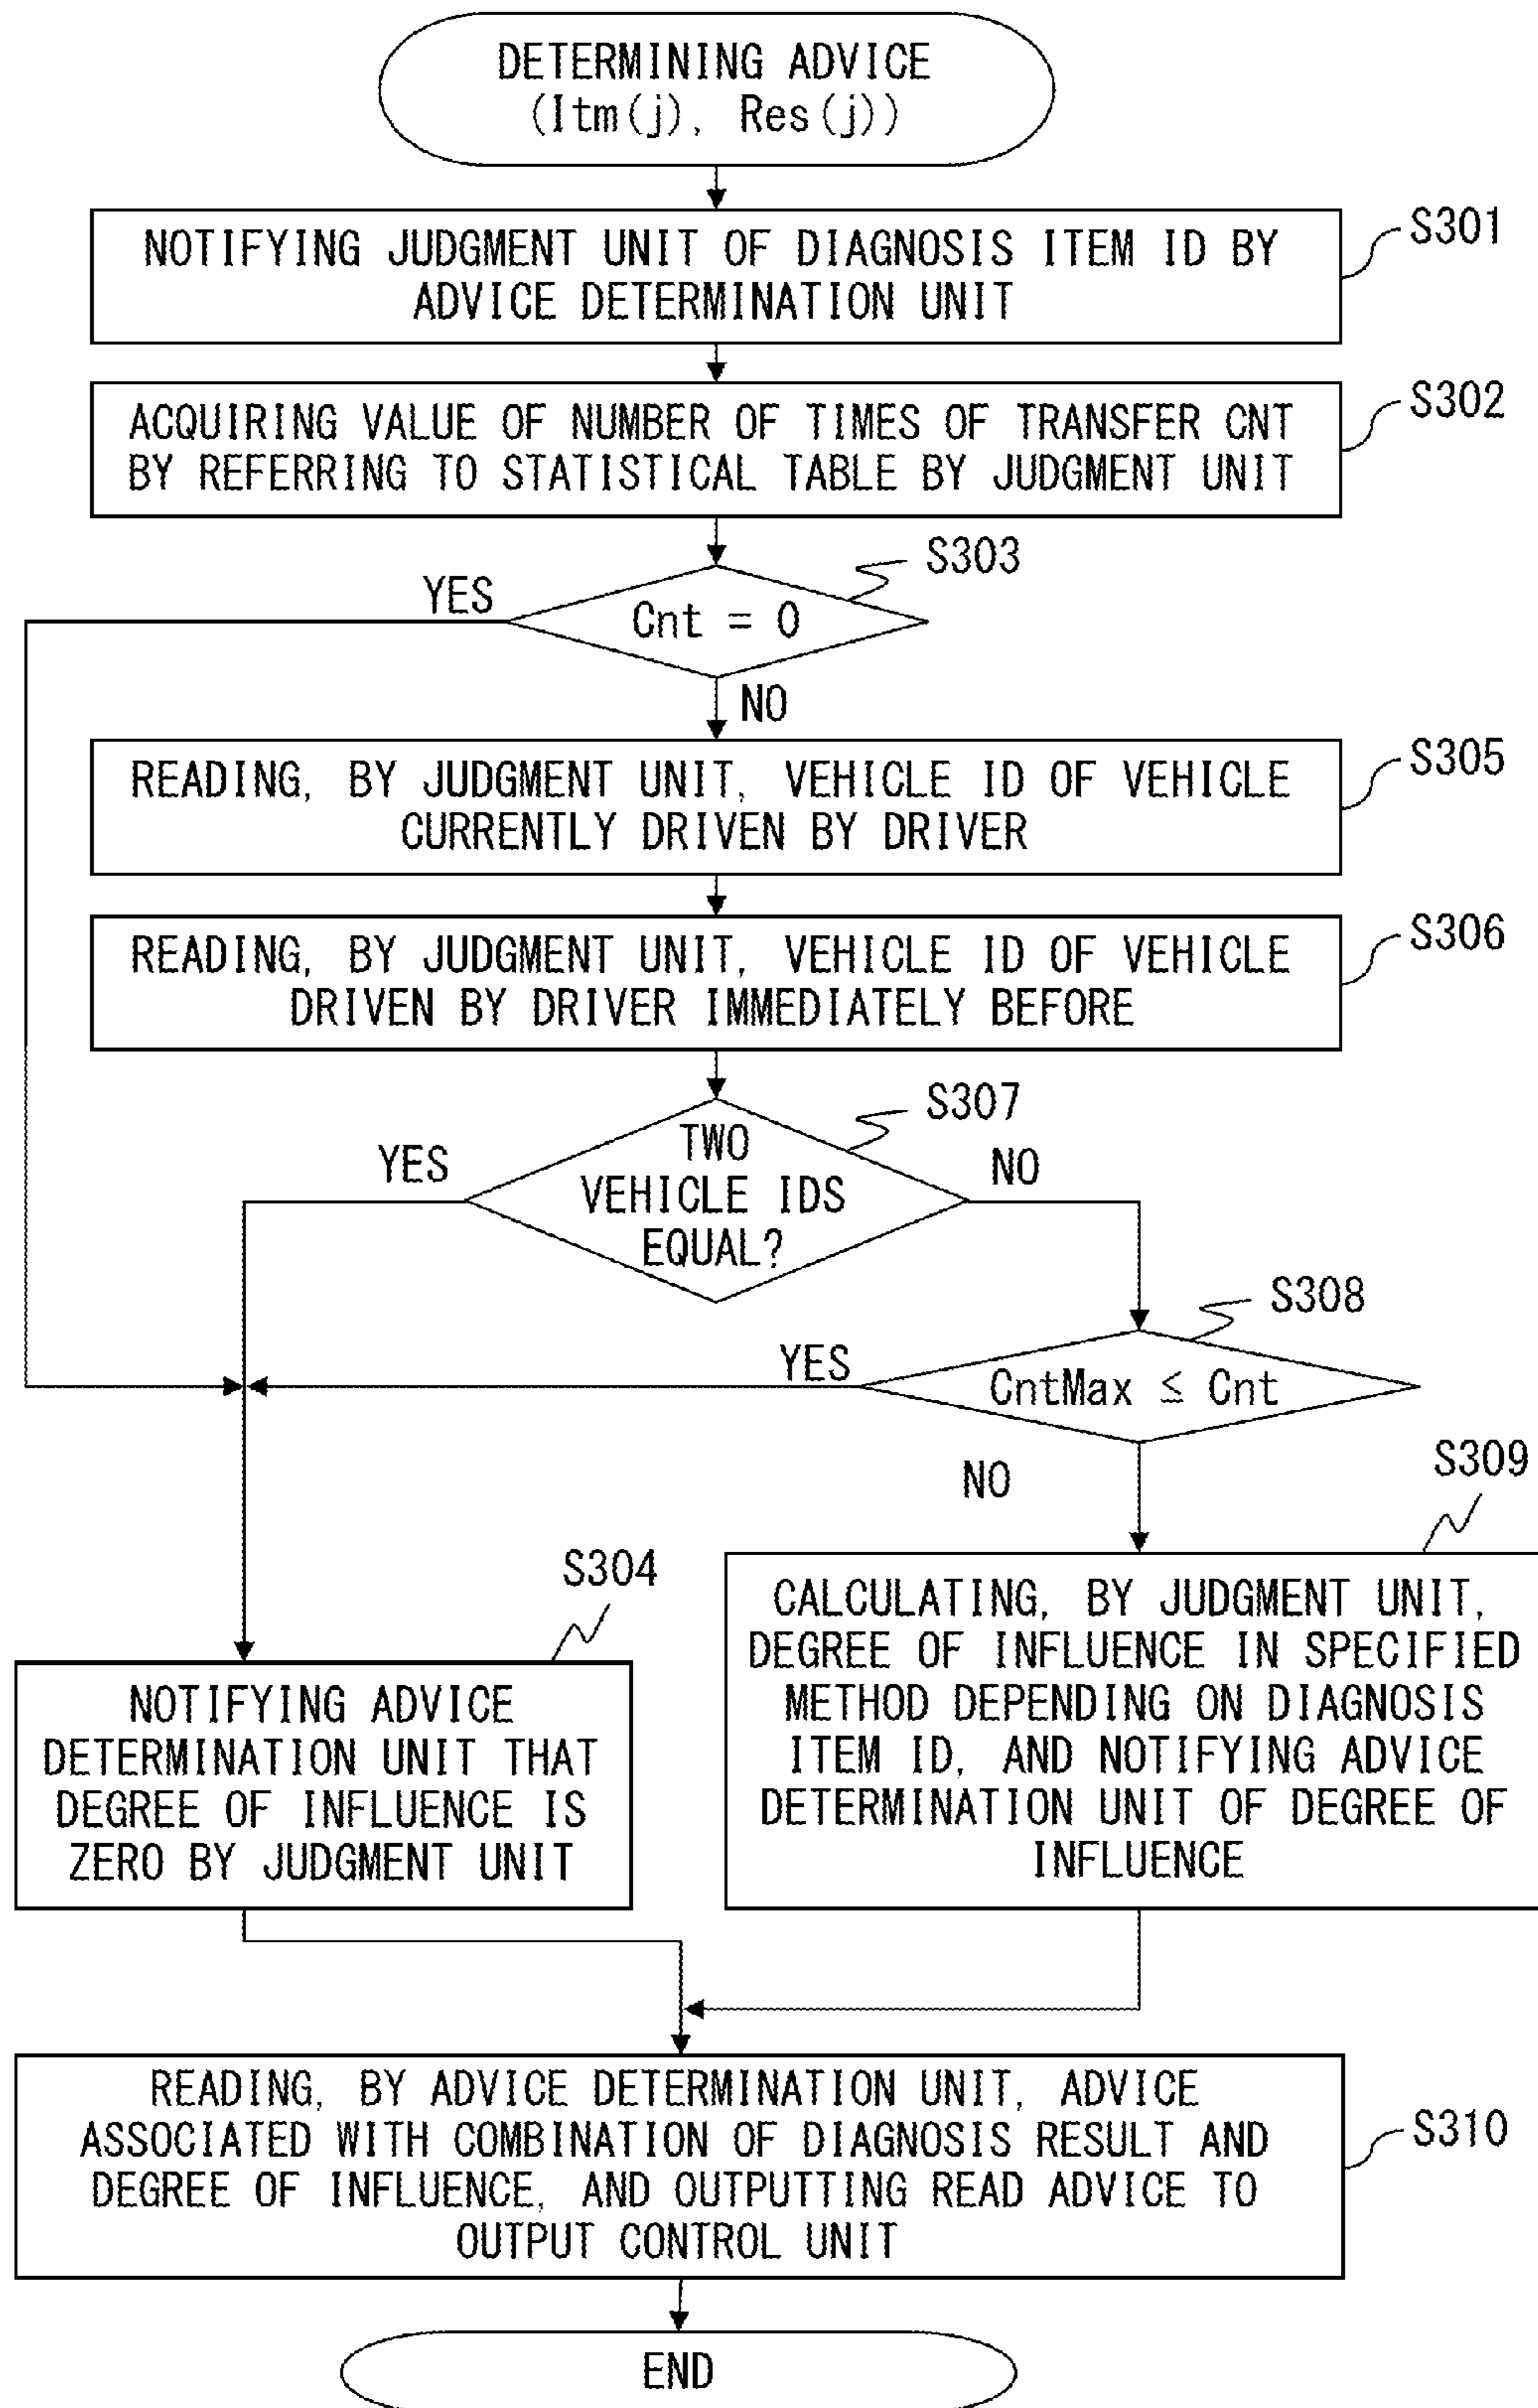 DETERMINING ADVICE
(Itm(j), Res(j))
S301
NOTIFYING JUDGMENT UNIT OF DIAGNOSIS ITEM ID BY
ADVICE DETERMINATION UNIT
S302
ACQUIRING VALUE OF NUMBER OF TIMES OF TRANSFER CNT
BY REFERRING TO STATISTICAL TABLE BY JUDGMENT UNIT
S303
YES
Cnt = 0
NO
S305
READING, BY JUDGMENT UNIT, VEHICLE ID OF VEHICLE
CURRENTLY DRIVEN BY DRIVER
S306
READING, BY JUDGMENT UNIT, VEHICLE ID OF VEHICLE
DRIVEN BY DRIVER IMMEDIATELY BEFORE
S307
YES
TWO
VEHICLE IDS
EQUAL?
NO
S308
YES
CntMax ≤ Cnt
NO
S304
NOTIFYING ADVICE
DETERMINATION UNIT THAT
DEGREE OF INFLUENCE IS
ZERO BY JUDGMENT UNIT
S309
CALCULATING, BY JUDGMENT UNIT,
DEGREE OF INFLUENCE IN SPECIFIED
METHOD DEPENDING ON DIAGNOSIS
ITEM ID, AND NOTIFYING ADVICE
DETERMINATION UNIT OF DEGREE OF
INFLUENCE
S310
READING, BY ADVICE DETERMINATION UNIT, ADVICE
ASSOCIATED WITH COMBINATION OF DIAGNOSIS RESULT AND
DEGREE OF INFLUENCE, AND OUTPUTTING READ ADVICE TO
OUTPUT CONTROL UNIT
END